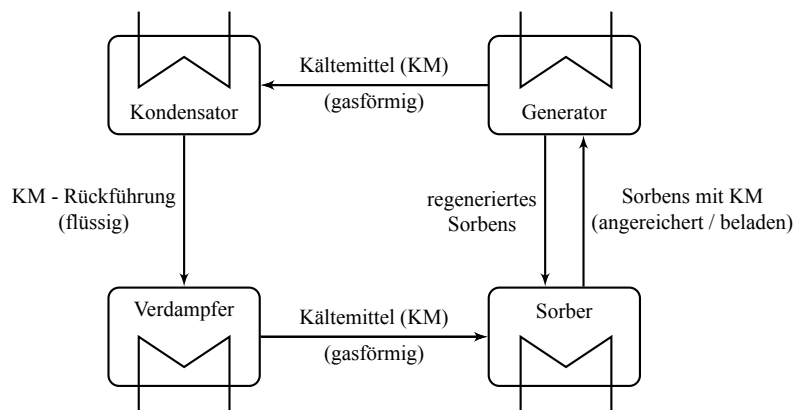 Kältemittel (KM)
(gasförmig)
Kondensator
Generator
KM - Rückführung
(flüssig)
regeneriertes
Sorbens
Sorbens mit KM
(angereichert / beladen)
Verdampfer
Kältemittel (KM)
(gasförmig)
Sorber